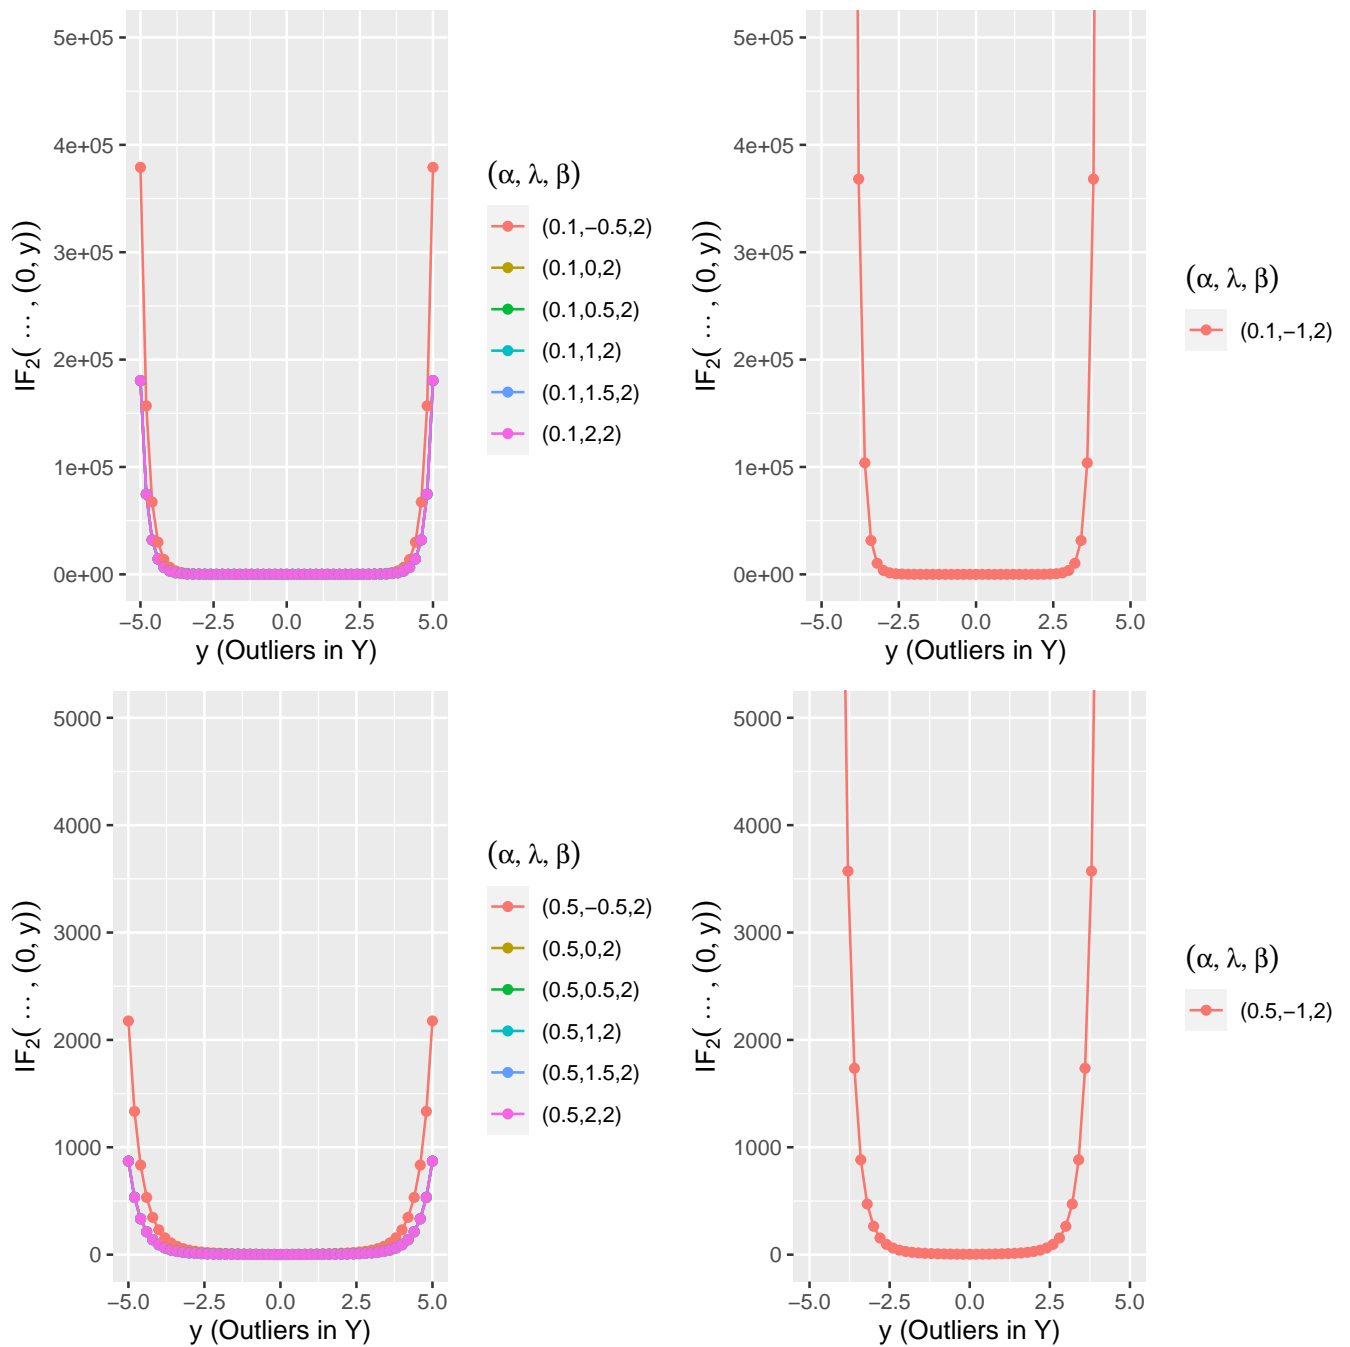 5e+05
4e+05
3e+05
2e+05
1e+05
0e+00
IF₂( ⋯ , (0, y))
−5.0 −2.5 0.0 2.5 5.0
y (Outliers in Y)
(α, λ, β)
(0.1,−0.5,2)
(0.1,0,2)
(0.1,0.5,2)
(0.1,1,2)
(0.1,1.5,2)
(0.1,2,2)
5e+05
4e+05
3e+05
2e+05
1e+05
0e+00
IF₂( ⋯ , (0, y))
−5.0 −2.5 0.0 2.5 5.0
y (Outliers in Y)
(α, λ, β)
(0.1,−1,2)
5000
4000
3000
2000
1000
0
IF₂( ⋯ , (0, y))
−5.0 −2.5 0.0 2.5 5.0
y (Outliers in Y)
(α, λ, β)
(0.5,−0.5,2)
(0.5,0,2)
(0.5,0.5,2)
(0.5,1,2)
(0.5,1.5,2)
(0.5,2,2)
5000
4000
3000
2000
1000
0
IF₂( ⋯ , (0, y))
−5.0 −2.5 0.0 2.5 5.0
y (Outliers in Y)
(α, λ, β)
(0.5,−1,2)